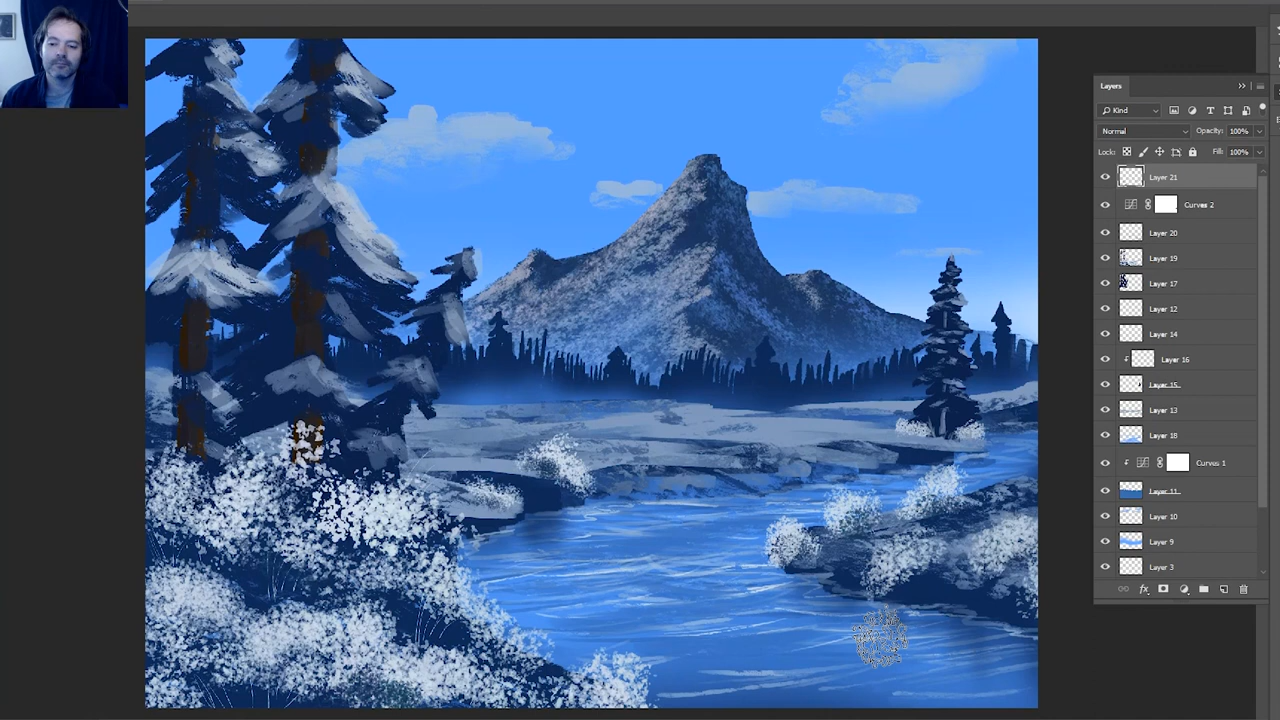 Layers
Kind
Normal Opacity: 100%
Lock: Fill: 100%
Layer 21
Curves 2
Layer 20
Layer 19
Layer 17
Layer 12
Layer 14
Layer 16
Layer 15
Layer 13
Layer 18
Curves 1
Layer 11
Layer 10
Layer 9
Layer 3
fx